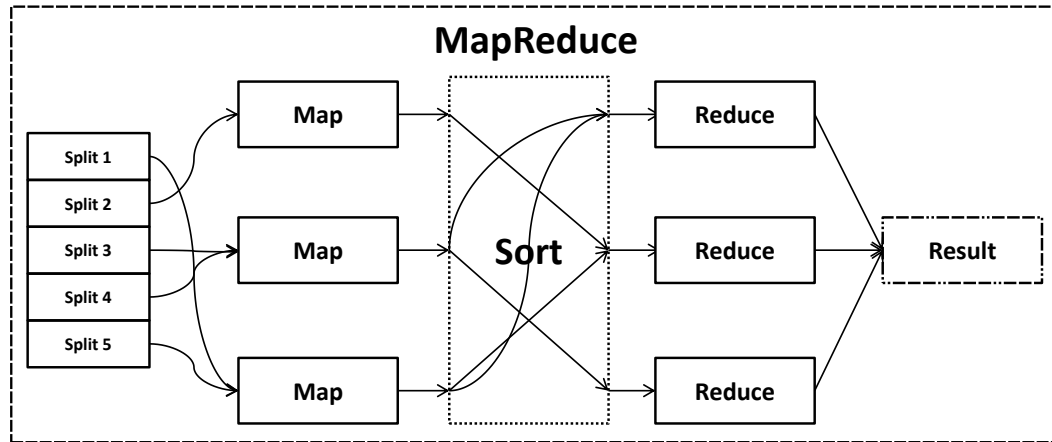 MapReduce
Split 1
Split 2
Split 3
Split 4
Split 5
Map
Map
Map
Sort
Reduce
Reduce
Reduce
Result